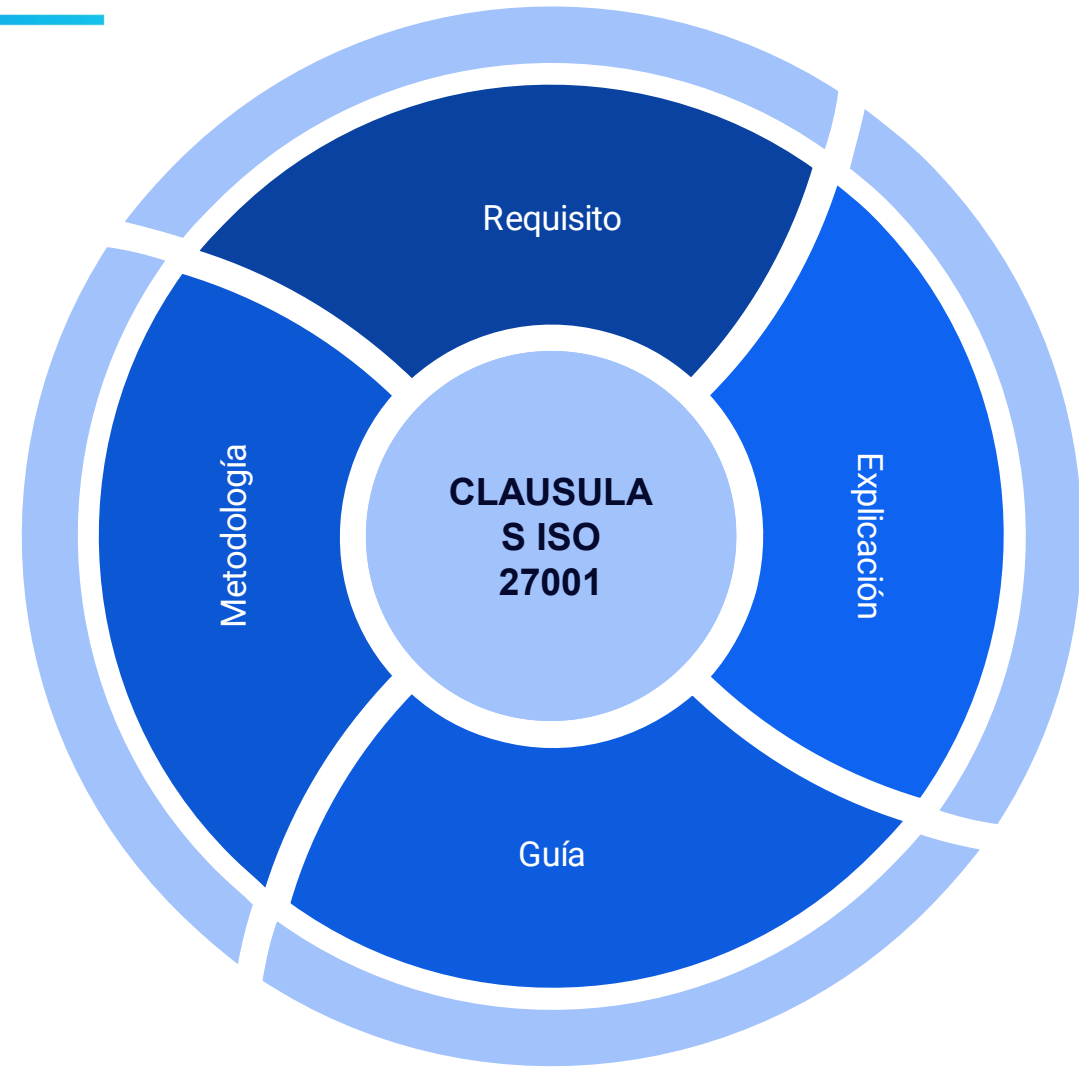 Requisito
Explicación
Metodología
CLAUSULA
S ISO
27001
Guía